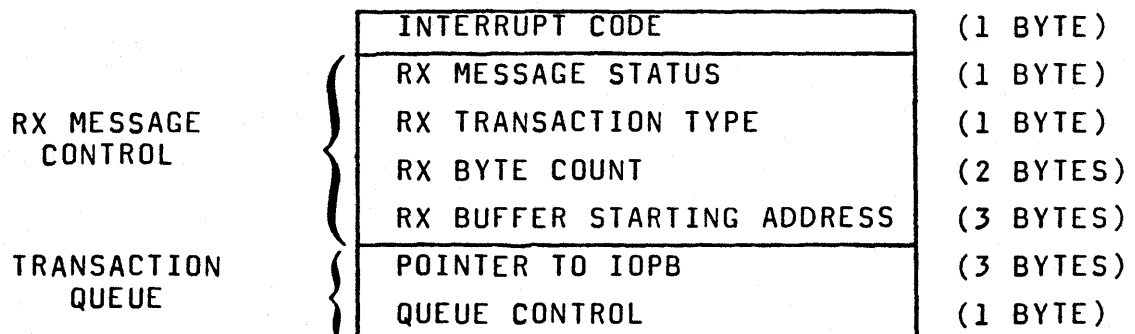 INTERRUPT CODE (1 BYTE)
RX MESSAGE STATUS (1 BYTE)
RX MESSAGE CONTROL
RX TRANSACTION TYPE (1 BYTE)
RX BYTE COUNT (2 BYTES)
RX BUFFER STARTING ADDRESS (3 BYTES)
TRANSACTION QUEUE
POINTER TO IOPB (3 BYTES)
QUEUE CONTROL (1 BYTE)